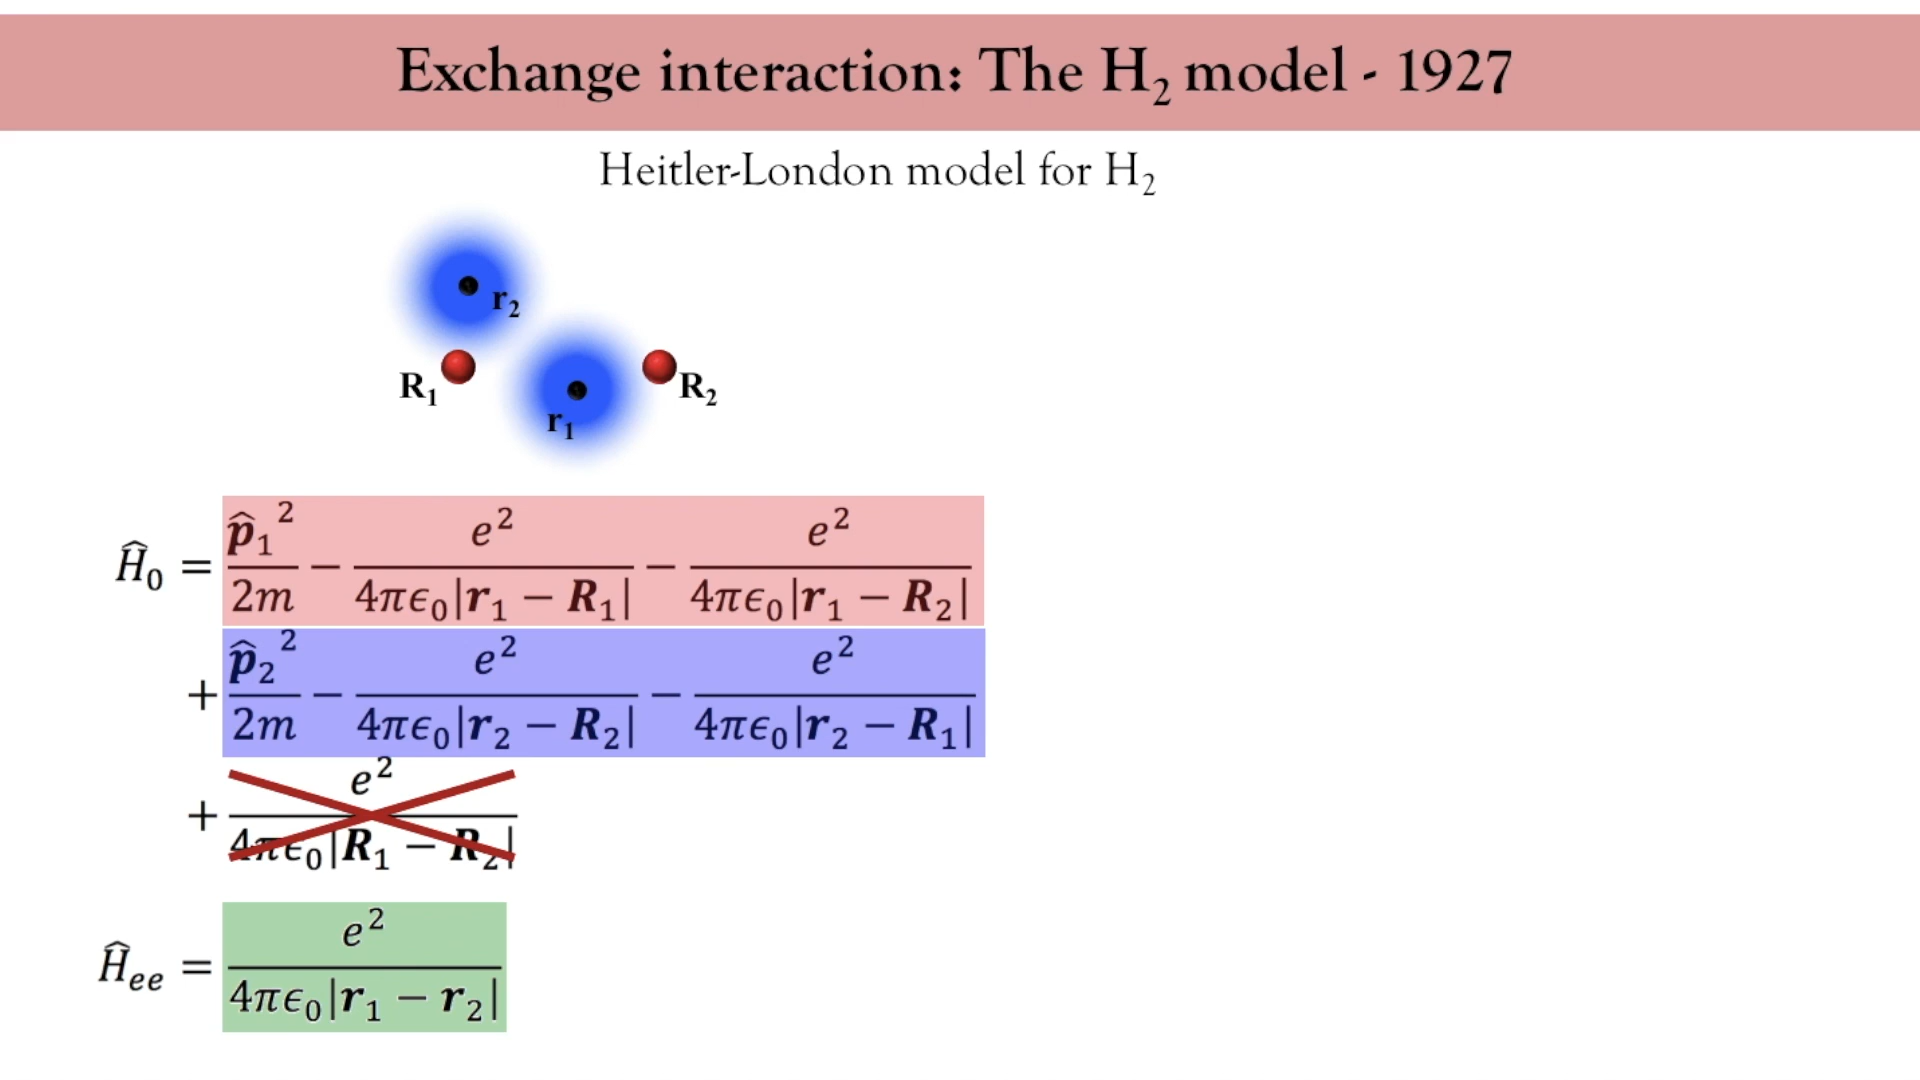 Exchange interaction: The H₂ model - 1927
Heitler-London model for H₂
r₂
R₁ R₂
r₁
Ĥ₀ = p̂₁²/2m − e²/4πϵ₀|r₁ − R₁| − e²/4πϵ₀|r₁ − R₂|
+ p̂₂²/2m − e²/4πϵ₀|r₂ − R₂| − e²/4πϵ₀|r₂ − R₁|
+ e²/4πϵ₀|R₁ − R₂|
Ĥₑₑ = e²/4πϵ₀|r₁ − r₂|